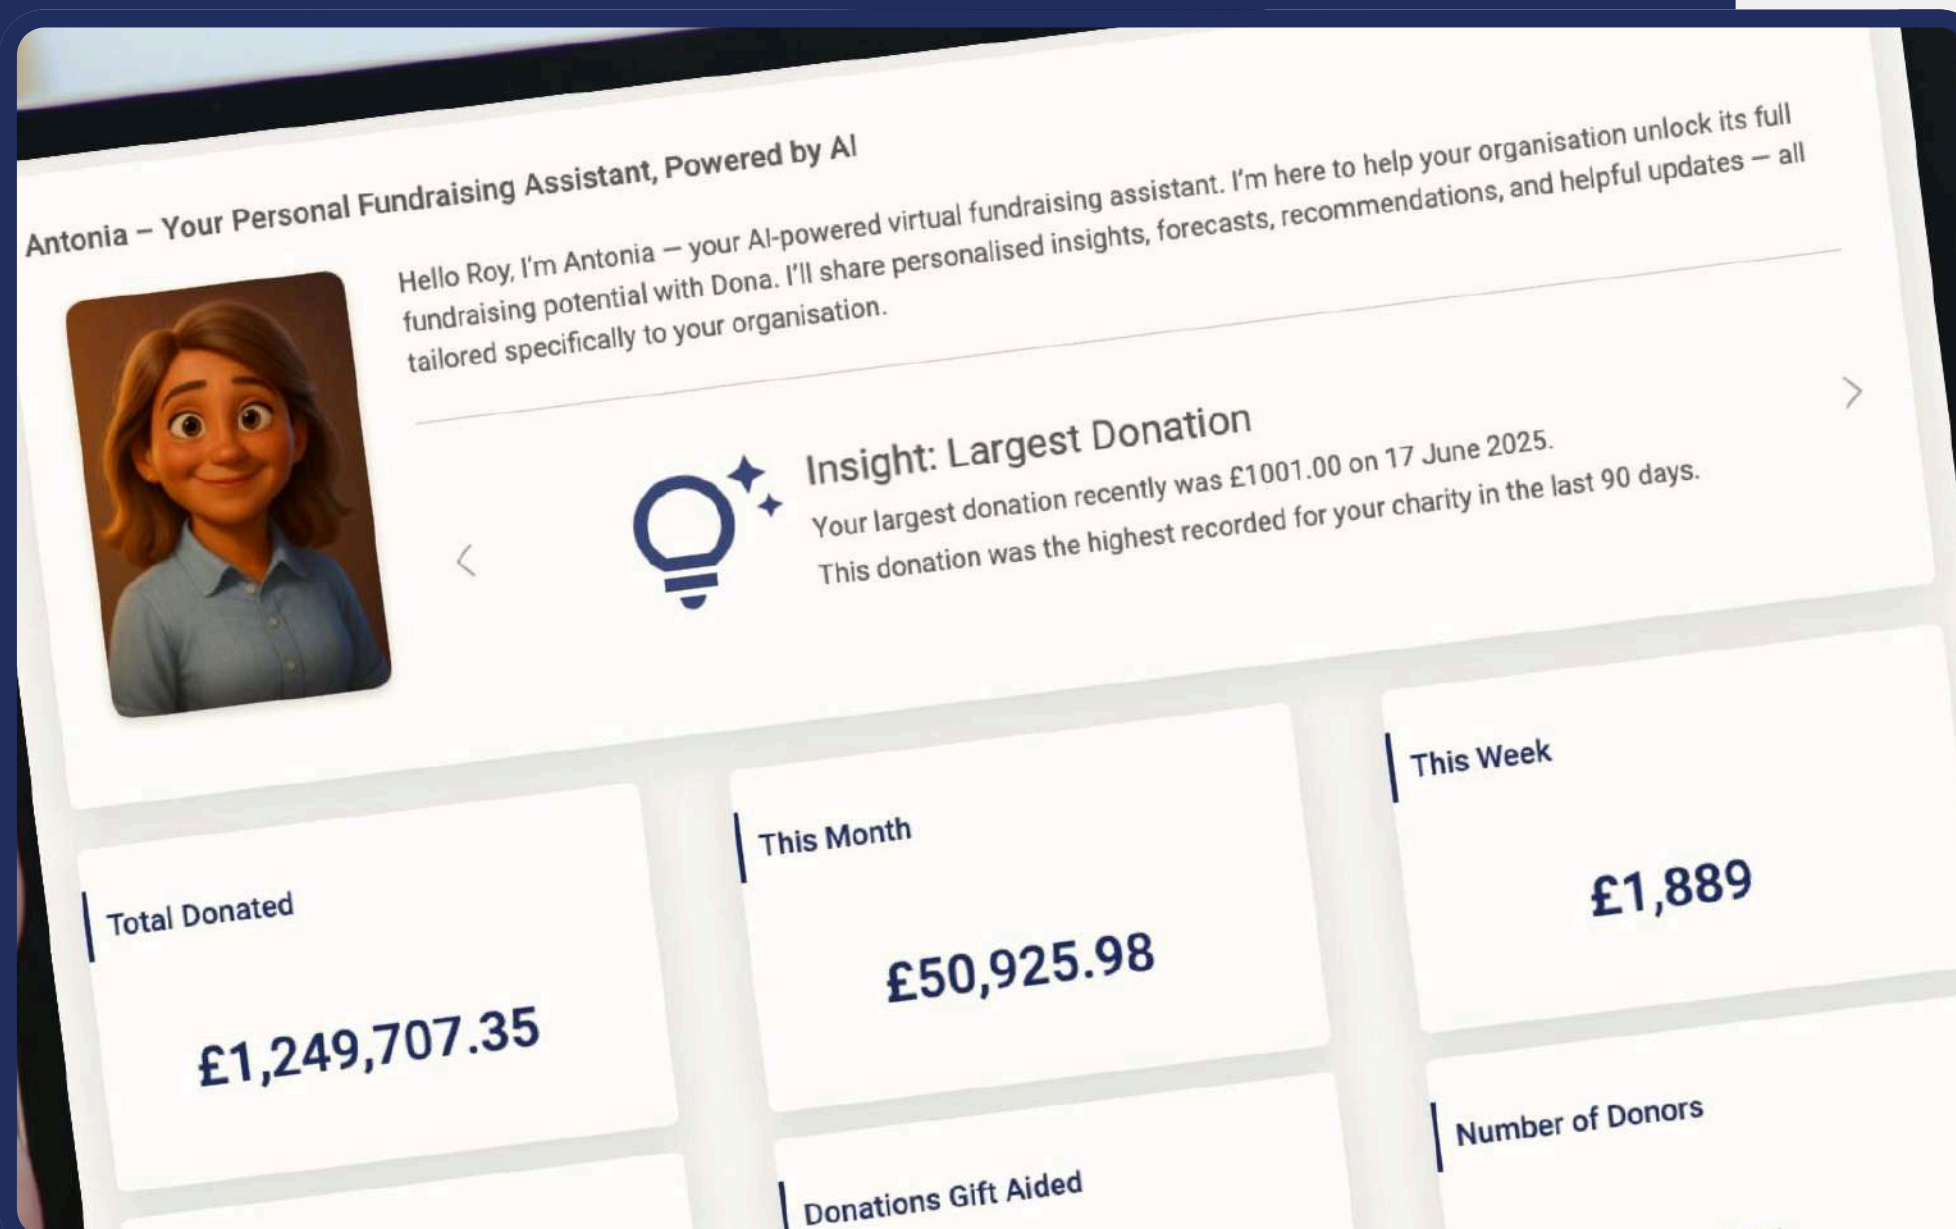 Antonia – Your Personal Fundraising Assistant, Powered by AI
Hello Roy, I'm Antonia – your AI-powered virtual fundraising assistant. I'm here to help your organisation unlock its full
fundraising potential with Dona. I'll share personalised insights, forecasts, recommendations, and helpful updates – all
tailored specifically to your organisation.
Insight: Largest Donation
Your largest donation recently was £1001.00 on 17 June 2025.
This donation was the highest recorded for your charity in the last 90 days.
Total Donated
£1,249,707.35
This Month
£50,925.98
This Week
£1,889
Donations Gift Aided
Number of Donors